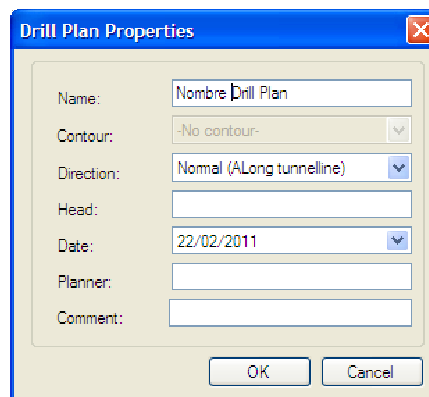 Drill Plan Properties
Name: Nombre Drill Plan
Contour: -No contour-
Direction: Normal (ALong tunnelline)
Head:
Date: 22/02/2011
Planner:
Comment:
OK Cancel